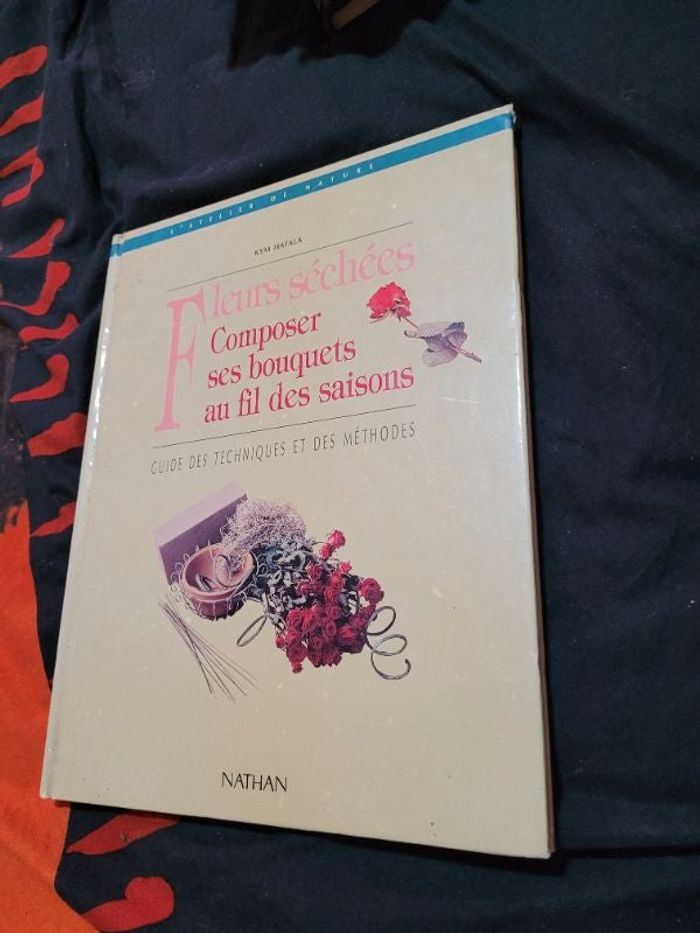 L'ATELIER DE NATURE
KYM HATALA
Fleurs séchées
Composer
ses bouquets
au fil des saisons
GUIDE DES TECHNIQUES ET DES MÉTHODES
NATHAN